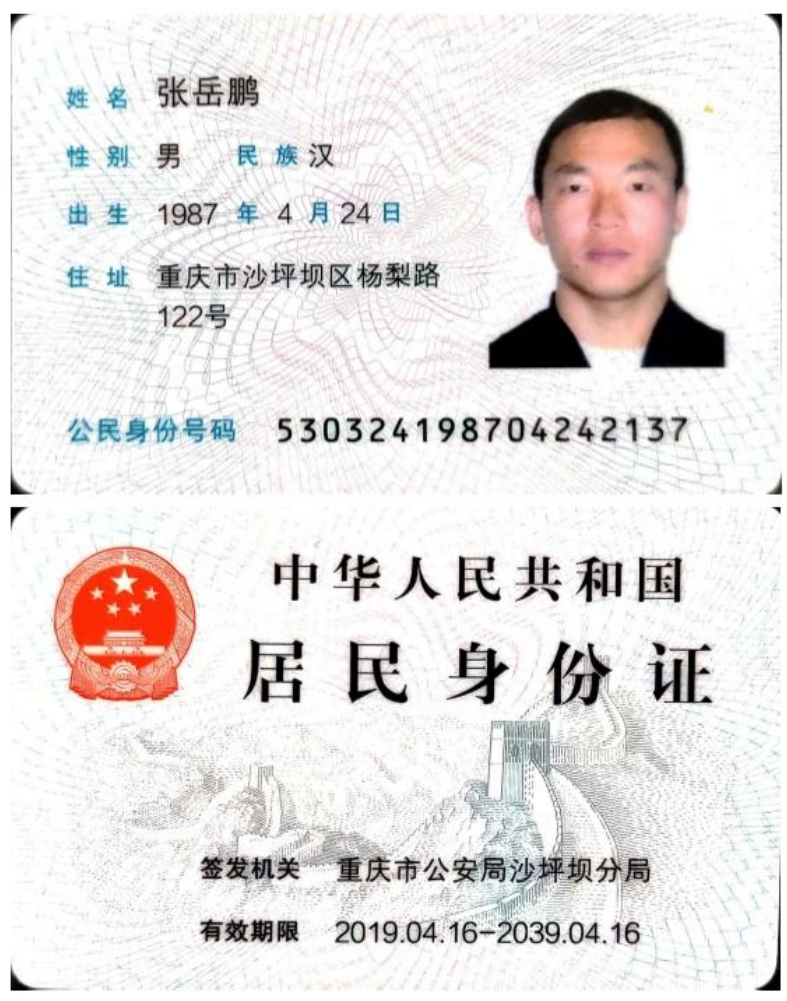 姓名 张岳鹏
性别 男 民族 汉
出生 1987 年 4 月 24 日
住址 重庆市沙坪坝区杨梨路
122号
公民身份号码 530324198704242137
中华人民共和国
居民身份证
签发机关 重庆市公安局沙坪坝分局
有效期限 2019.04.16-2039.04.16